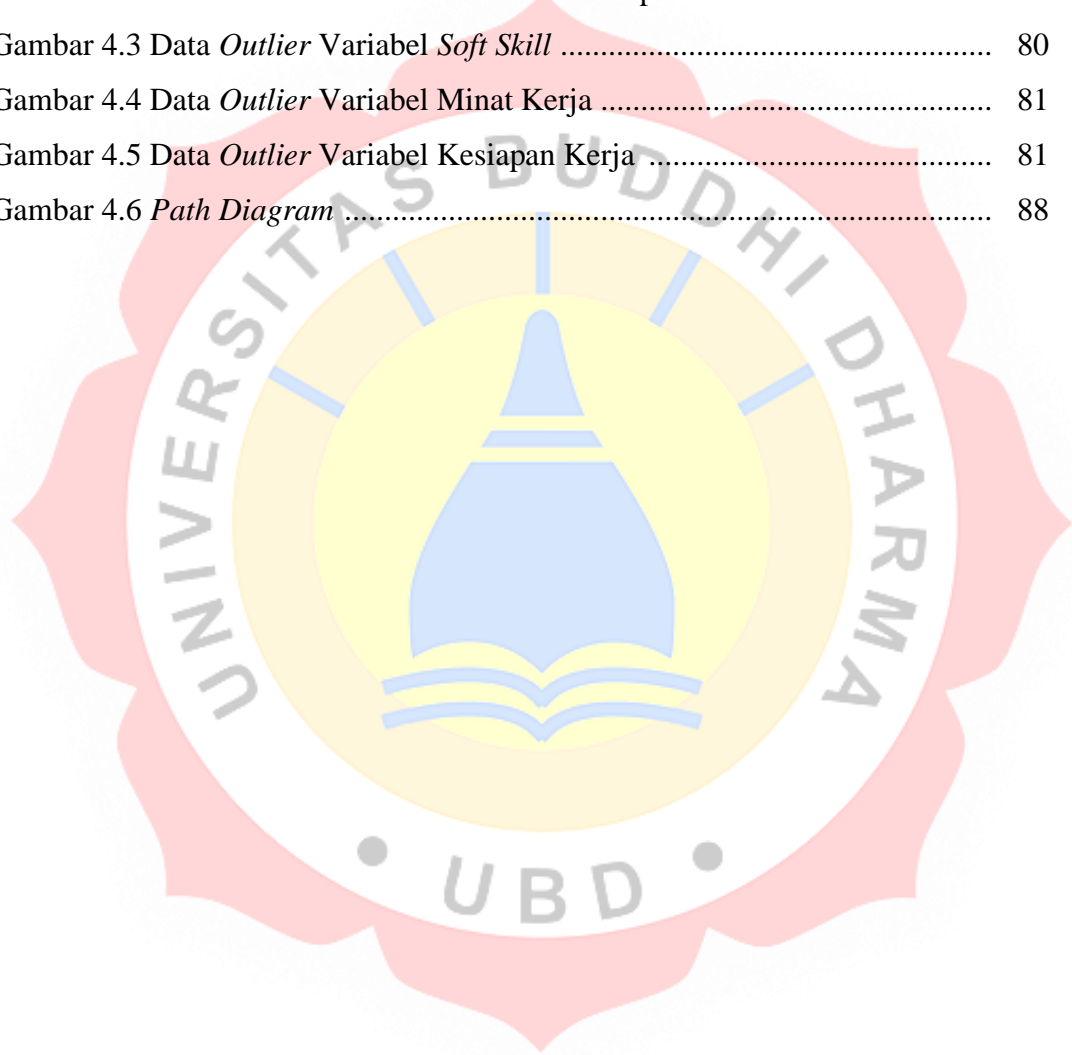 Gambar 4.3 Data Outlier Variabel Soft Skill ............................................................................................ 80
Gambar 4.4 Data Outlier Variabel Minat Kerja ................................................................................... 81
Gambar 4.5 Data Outlier Variabel Kesiapan Kerja ......................................................................... 81
Gambar 4.6 Path Diagram .......................................................................................................................................... 88
UNIVERSITAS BUDDHI DHARMA
• UBD •